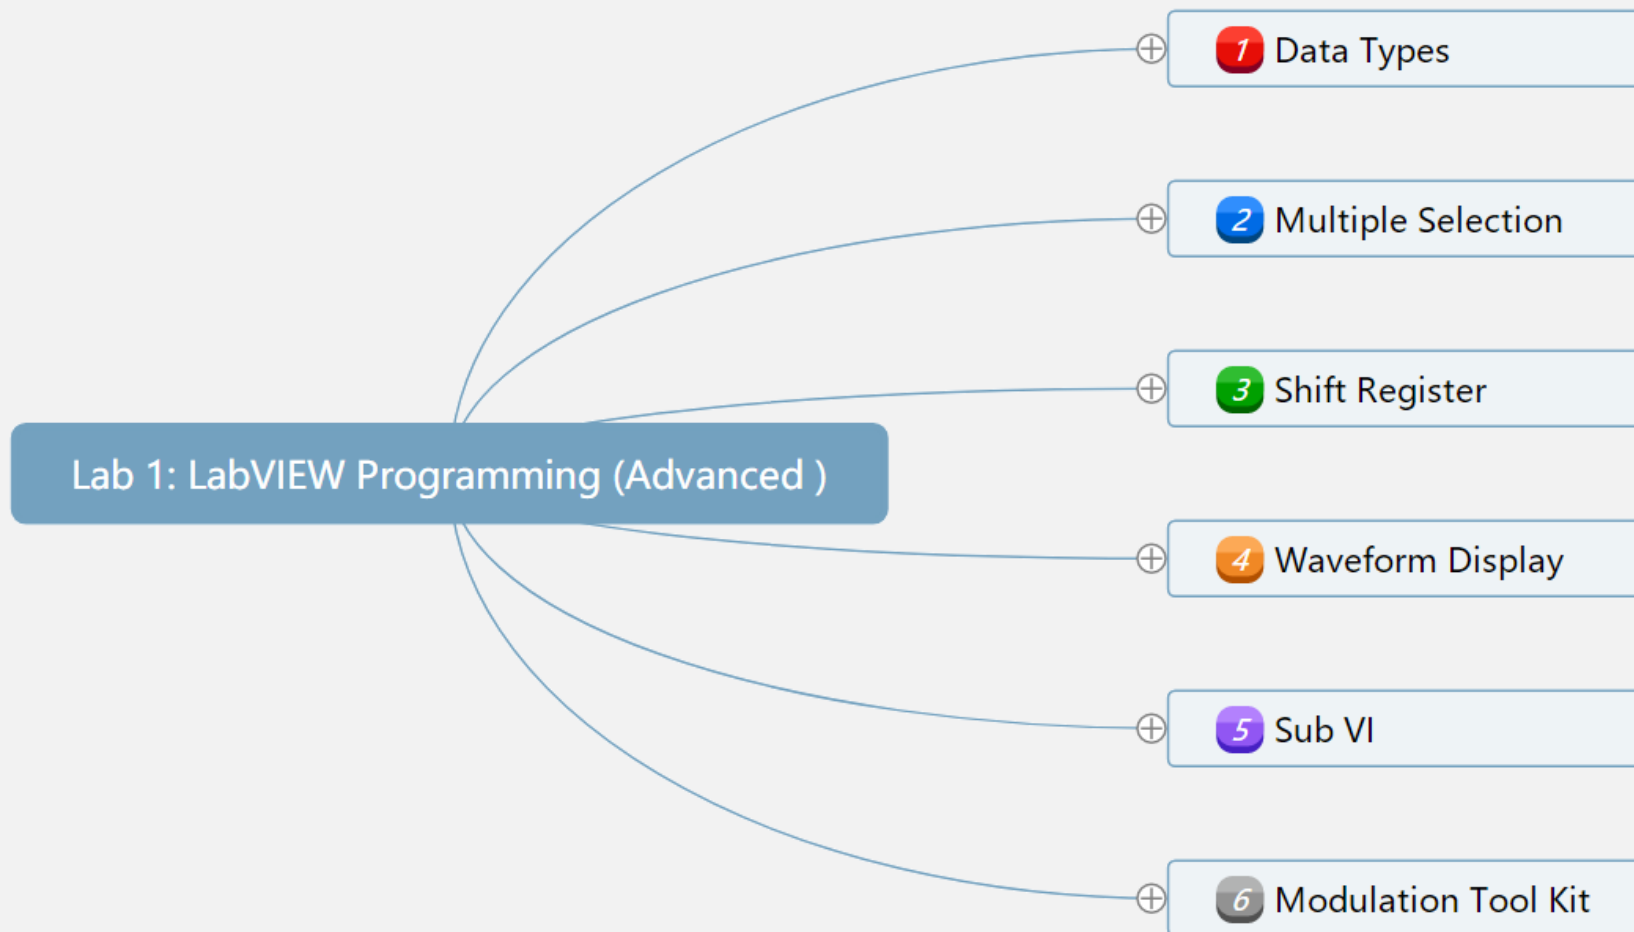 1 Data Types
2 Multiple Selection
3 Shift Register
Lab 1: LabVIEW Programming (Advanced )
4 Waveform Display
5 Sub VI
6 Modulation Tool Kit